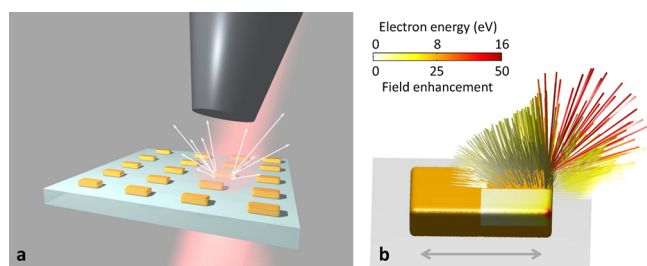 Electron energy (eV)
0 8 16
0 25 50
Field enhancement
a
b